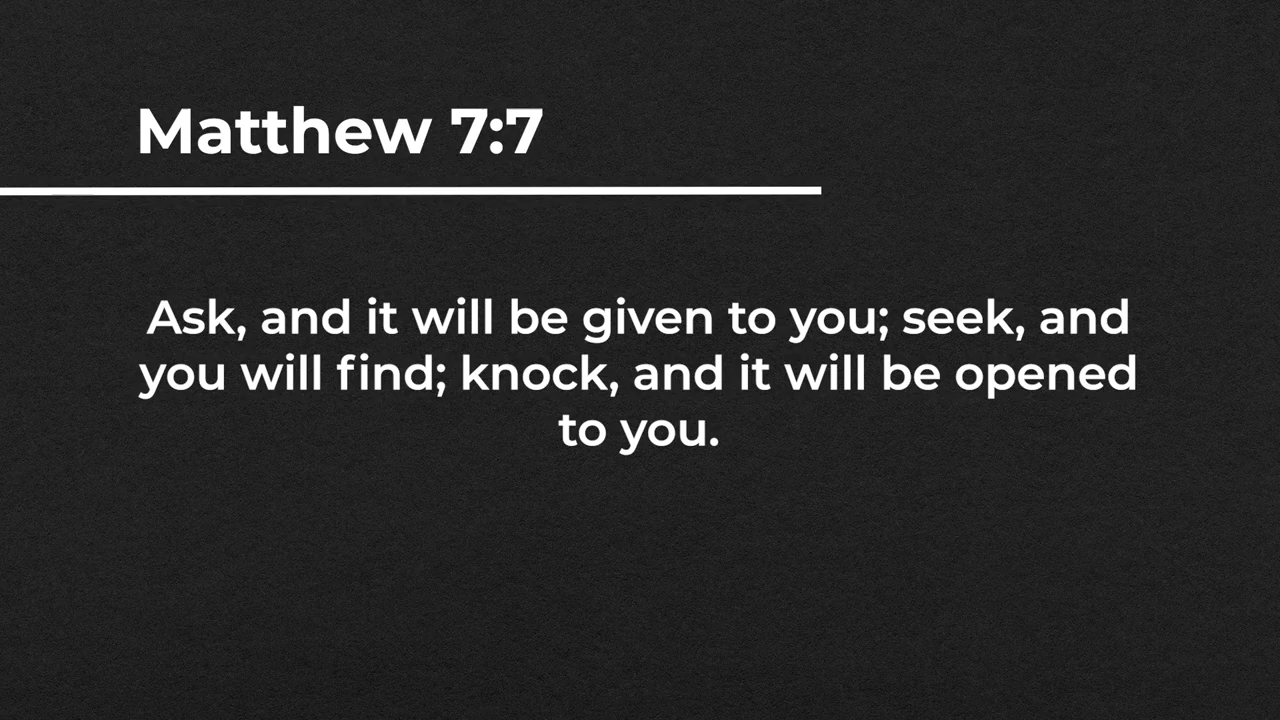 Matthew 7:7
Ask, and it will be given to you; seek, and
you will find; knock, and it will be opened
to you.